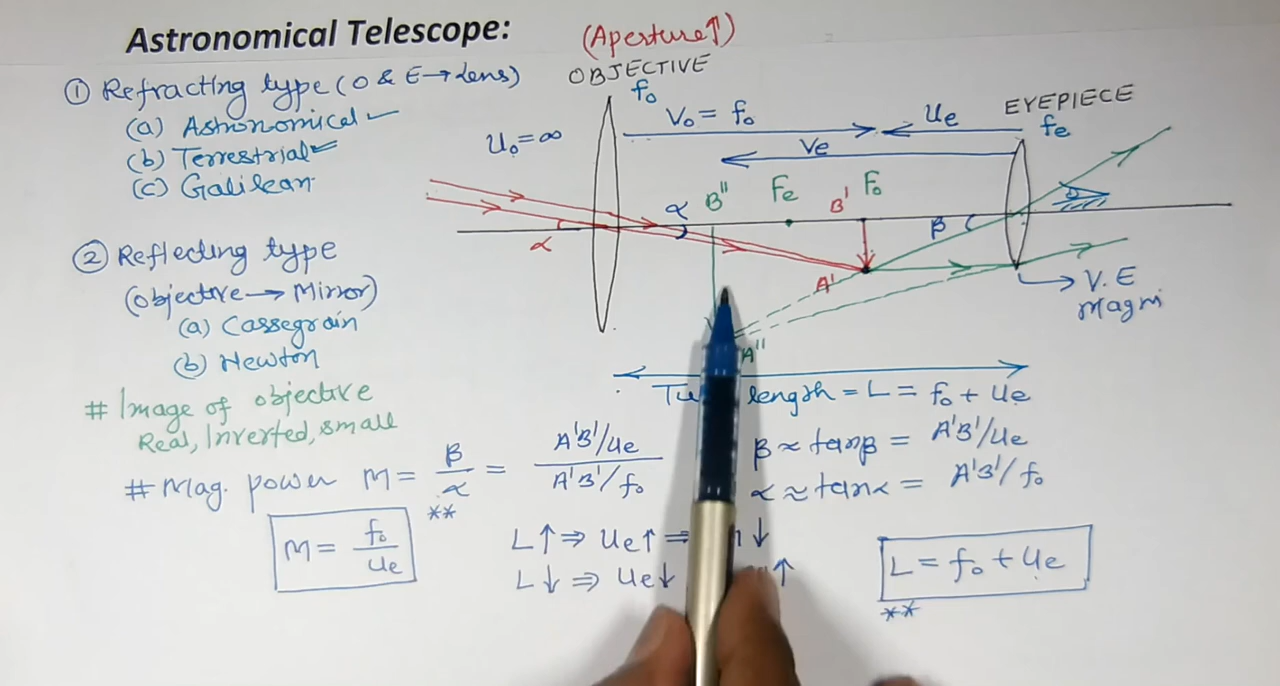 Astronomical Telescope:
① Refracting type (O & E → Lens)
(a) Astronomical
(b) Terrestrial
(c) Galilean
② Reflecting type
(Objective → Mirror)
(a) Cassegrain
(b) Newton
# Image of objective
Real, Inverted, small
# Mag. power M = β/α = A'B'/ue / A'B'/f₀
**
M = f₀/ue
(Aperture↑)
OBJECTIVE
f₀
u₀ = ∞
V₀ = f₀
ue
Ve
EYEPIECE
fe
α
α
B"
Fe
B'
F₀
β
A'
A"
→ V.E
Magni
length = L = f₀ + ue
β ≈ tanβ = A'B'/ue
α ≈ tanα = A'B'/f₀
L↑ ⇒ ue↑ ⇒ ↓
L↓ ⇒ ue↓ ↑
L = f₀ + ue
**